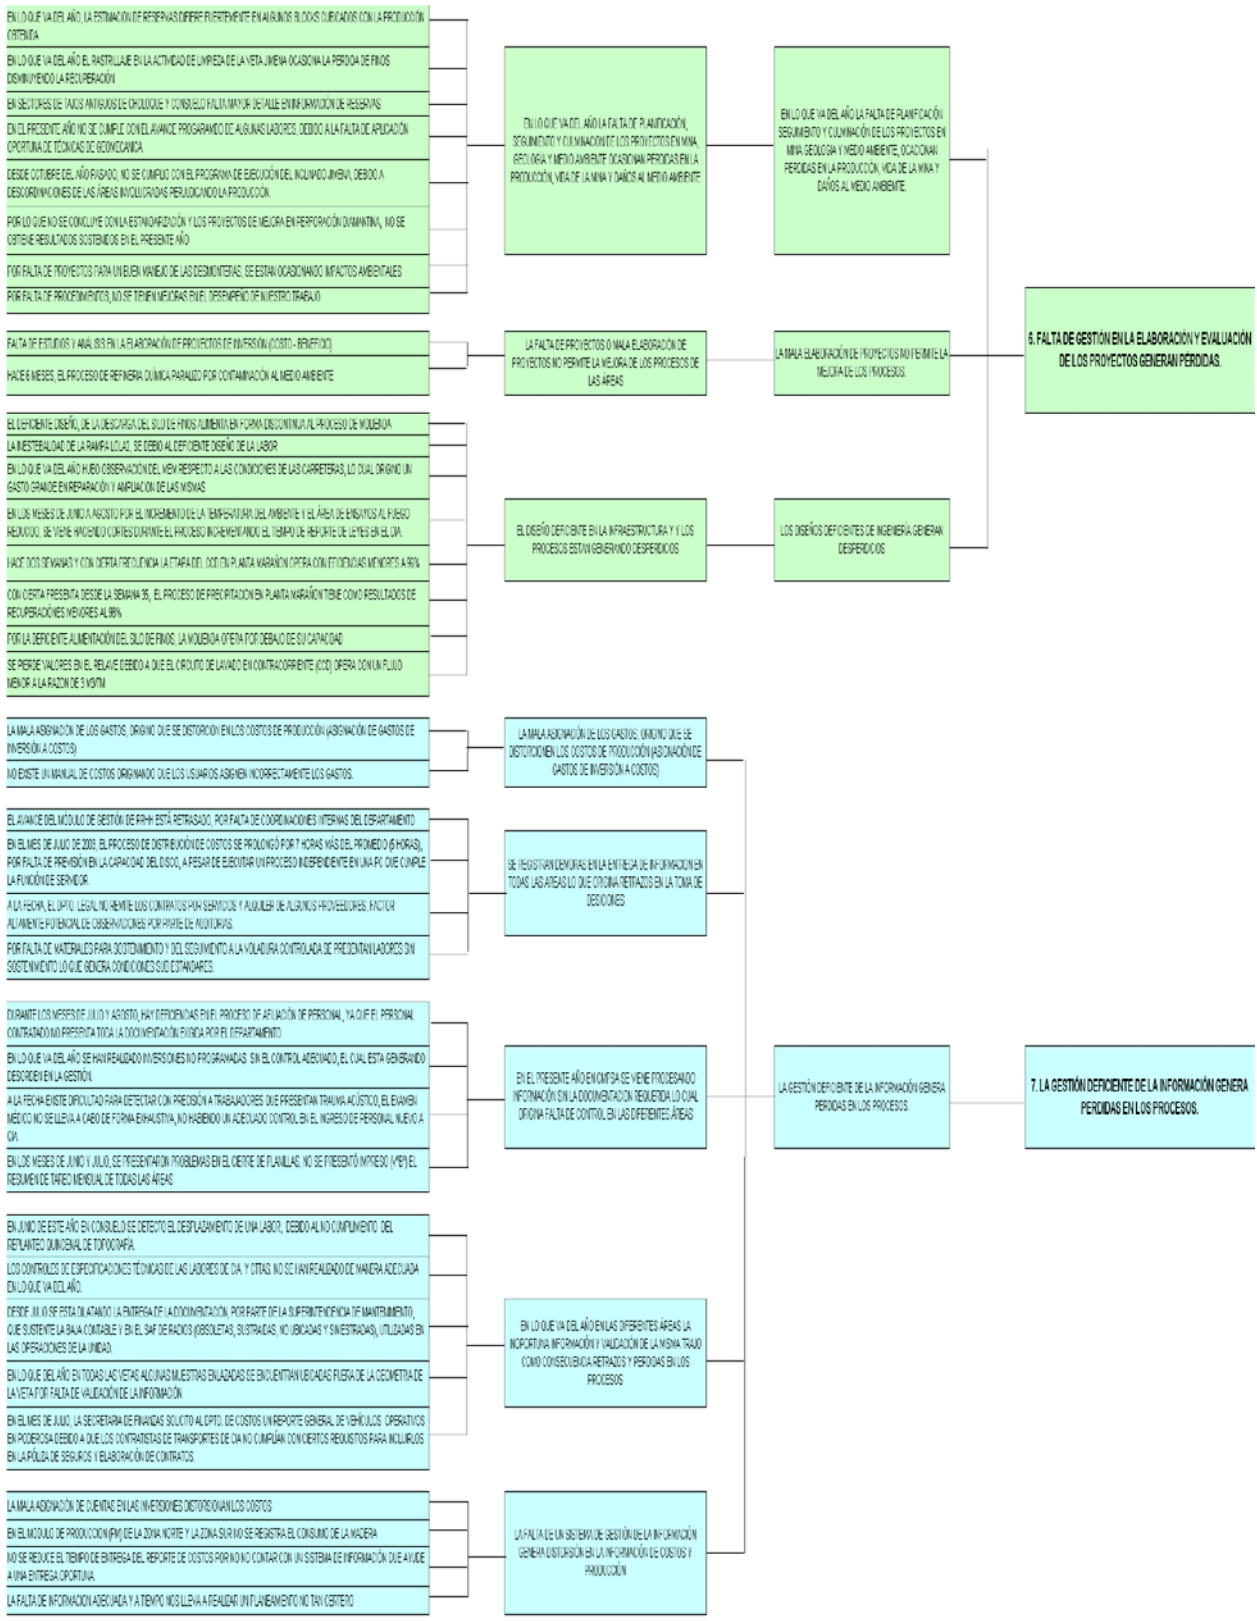 EN LO QUE VA DEL AÑO, LA ESTIMACION DE RESERVAS DIFIERE FUERTEMENTE EN ALGUNOS BLOCKS CUBICADOS CON LA PRODUCCIÓN
OBTENIDA
EN LO QUE VA DEL AÑO EL RASTRILLAJE EN LA ACTIVIDAD DE LIMPIEZA DE LA VETA JIMENA OCASIONA LA PERDIDA DE FINOS
DISMINUYENDO LA RECUPERACIÓN
EN SECTORES DE TAJOS ANTIGUOS DE CHOLOQUE Y CONSUELO FALTA MAYOR DETALLE EN INFORMACIÓN DE RESERVAS
EN EL PRESENTE AÑO NO SE CUMPLE CON EL AVANCE PROGARAMDO DE ALGUNAS LABORES, DEBIDO A LA FALTA DE APLICACIÓN
OPORTUNA DE TÉCNICAS DE GEOMECANICA
DESDE OCTUBRE DEL AÑO PASADO, NO SE CUMPLIO CON EL PROGRAMA DE EJECUCIÓN DEL INCLINADO JIMENA, DEBIDO A
DESCORDINACIONES DE LAS ÁREAS INVOLUCRADAS PERJUDICANDO LA PRODUCCIÓN.
POR LO QUE NO SE CONCLUYE CON LA ESTANDARIZACIÓN Y LOS PROYECTOS DE MEJORA EN PERFORACIÓN DIAMANTINA, NO SE
OBTIENE RESULTADOS SOSTENIDOS EN EL PRESENTE AÑO
POR FALTA DE PROYECTOS PARA UN BUEN MANEJO DE LAS DESMONTERAS, SE ESTAN OCASIONANDO IMPACTOS AMBIENTALES
POR FALTA DE PROCEDIMIENTOS, NO SE TIENEN MEJORAS EN EL DESEMPEÑO DE NUESTRO TRABAJO
EN LO QUE VA DEL AÑO LA FALTA DE PLANIFICACIÓN,
SEGUIMIENTO Y CULMINACION DE LOS PROYECTOS EN MINA,
GEOLOGIA Y MEDIO AMBIENTE OCASIONAN PERDIDAS EN LA
PRODUCCIÓN, VIDA DE LA MINA Y DAÑOS AL MEDIO AMBIENTE
EN LO QUE VA DEL AÑO LA FALTA DE PLANIFICACIÓN
SEGUIMIENTO Y CULMINACIÓN DE LOS PROYECTOS EN
MINA GEOLOGIA Y MEDIO AMBIENTE, OCACIONAN
PERDIDAS EN LA PRODUCCIÓN, VIDA DE LA MINA Y
DAÑOS AL MEDIO AMBIEMTE.
FALTA DE ESTUDIOS Y ANÁLISIS EN LA ELABORACIÓN DE PROYECTOS DE INVERSIÓN (COSTO - BENEFICIO)
HACE 6 MESES, EL PROCESO DE REFINERIA QUIMICA PARALIZO POR CONTAMINACIÓN AL MEDIO AMBIENTE
LA FALTA DE PROYECTOS O MALA ELABORACIÓN DE
PROYECTOS NO PERMITE LA MEJORA DE LOS PROCESOS DE
LAS ÁREAS
LA MALA ELABORACIÓN DE PROYECTOS NO PERMITE LA
MEJORA DE LOS PROCESOS.
6. FALTA DE GESTIÓN EN LA ELABORACIÓN Y EVALUACIÓN
DE LOS PROYECTOS GENERAN PÉRDIDAS.
EL DEFICIENTE DISEÑO, DE LA DESCARGA DEL SILO DE FINOS ALIMENTA EN FORMA DISCONTINUA AL PROCESO DE MOLIENDA
LA INESTEBALIDAD DE LA RAMPA LOLA2, SE DEBIO AL DEFICIENTE DISEÑO DE LA LABOR
EN LO QUE VA DEL AÑO HUBO OBSERVACIÓN DEL MEM RESPECTO A LAS CONDICIONES DE LAS CARRETERAS, LO CUAL ORIGINO UN
GASTO GRANDE EN REPARACIÓN Y AMPLIACION DE LAS MISMAS
EN LOS MESES DE JUNIO A AGOSTO POR EL INCREMENTO DE LA TEMPERATURA DEL AMBIENTE Y EL ÁREA DE ENSAYOS AL FUEGO
REDUCIDO, SE VIENE HACIENDO CORTES DURANTE EL PROCESO INCREMENTANDO EL TIEMPO DE REPORTE DE LEYES EN EL DIA.
HACE DOS SEMANAS Y CON CIERTA FRECUENCIA LA ETAPA DEL CCD EN PLANTA MARAÑON OPERA CON EFICIENCIAS MENORES A 96%
CON CIERTA FRESENTA DESDE LA SEMANA 35, EL PROCESO DE PRECIPITACION EN PLANTA MARAÑON TIENE COMO RESULTADOS DE
RECUPERACIÓNES MENORES AL 98%
POR LA DEFICIENTE ALIMENTACIÓN DEL SILO DE FINOS, LA MOLIENDA OPERA POR DEBAJO DE SU CAPACIDAD
SE PIERDE VALORES EN EL RELAVE DEBIDO A QUE EL CIRCUITO DE LAVADO EN CONTRACORRIENTE (CCD) OPERA CON UN FLUJO
MENOR A LA RAZON DE 3 M3/TM
EL DISEÑO DEFICIENTE EN LA INFRAESTRUCTURA Y Y LOS
PROCESOS ESTAN GENERANDO DESPERDICIOS
LOS DISEÑOS DEFICIENTES DE INGENIERÍA GENERAN
DESPERDICIOS
LA MALA ASIGNACIÓN DE LOS GASTOS, ORIGINO QUE SE DISTORCION EN LOS COSTOS DE PRODUCCIÓN (ASIGNACIÓN DE GASTOS DE
INVERSIÓN A COSTOS)
NO EXISTE UN MANUAL DE COSTOS ORIGINANDO QUE LOS USUARIOS ASIGNEN INCORRECTAMENTE LOS GASTOS.
LA MALA ASIGNACIÓN DE LOS GASTOS, ORIGINO QUE SE
DISTORCIONEN LOS COSTOS DE PRODUCCIÓN (ASIGNACIÓN DE
GASTOS DE INVERSIÓN A COSTOS)
EL AVANCE DEL MÓDULO DE GESTIÓN DE RRHH ESTÁ RETRASADO, POR FALTA DE COORDINACIONES INTERNAS DEL DEPARTAMENTO
EN EL MES DE JULIO DE 2008, EL PROCESO DE DISTRIBUCIÓN DE COSTOS SE PROLONGÓ POR 7 HORAS MÁS DEL PROMEDIO (5 HORAS),
POR FALTA DE PREVISIÓN EN LA CAPACIDAD DEL DISCO, A PESAR DE EJECUTAR UN PROCESO INDEPENDIENTE EN UNA PC QUE CUMPLE
LA FUNCIÓN DE SERVIDOR.
A LA FECHA, EL DPTO. LEGAL NO REMITE LOS CONTRATOS POR SERVICIOS Y ALQUILER DE ALGUNOS PROVEEDORES, FACTOR
ALTAMENTE POTENCIAL DE OBSERVACIONES POR PARTE DE AUDITORIAS.
POR FALTA DE MATERIALES PARA SOSTENIMIENTO Y DEL SEGUIMIENTO A LA VOLADURA CONTROLADA SE PRESENTAN LABORES SIN
SOSTENIMIENTO LO QUE GENERA CONDICIONES SUB ESTÁNDARES.
SE REGISTRAN DEMORAS EN LA ENTREGA DE INFORMACION EN
TODAS LAS AREAS LO QUE ORIGINA RETRAZOS EN LA TOMA DE
DESICIONES
DURANTE LOS MESES DE JULIO Y AGOSTO, HAY DEFICIENCIAS EN EL PROCESO DE AFILIACIÓN DE PERSONAL, YA QUE EL PERSONAL
CONTRATADO NO PRESENTA TODA LA DOCUMENTACIÓN EXIGIDA POR EL DEPARTAMENTO
EN LO QUE VA DEL AÑO SE HAN REALIZADO INVERSIONES NO PROGRAMADAS SIN EL CONTROL ADECUADO, EL CUAL ESTA GENERANDO
DESORDEN EN LA GESTIÓN.
A LA FECHA EXISTE DIFICULTAD PARA DETECTAR CON PRECISIÓN A TRABAJADORES QUE PRESENTAN TRAUMA ACÚSTICO, EL EXAMEN
MÉDICO NO SE LLEVA A CABO DE FORMA EXHAUSTIVA, NO HABIENDO UN ADECUADO CONTROL EN EL INGRESO DE PERSONAL NUEVO A
CIA.
EN LOS MESES DE JUNIO Y JULIO, SE PRESENTARON PROBLEMAS EN EL CIERRE DE PLANILLAS, NO SE PRESENTÓ IMPRESO (VºBº) EL
RESUMEN DE TAREO MENSUAL DE TODAS LAS ÁREAS
EN EL PRESENTE AÑO EN CMPSA SE VIENE PROCESANDO
INFORMACIÓN SIN LA DOCUMENTACION REQUERIDA LO CUAL
ORIGINA FALTA DE CONTROL EN LAS DIFERENTES ÁREAS
LA GESTIÓN DEFICIENTE DE LA INFORMACIÓN GENERA
PERDIDAS EN LOS PROCESOS.
7. LA GESTIÓN DEFICIENTE DE LA INFORMACIÓN GENERA
PERDIDAS EN LOS PROCESOS.
EN JUNIO DE ESTE AÑO EN CONSUELO SE DETECTO EL DESPLAZAMIENTO DE UNA LABOR, DEBIDO AL NO CUMPLIMIENTO DEL
REPLANTEO QUINCENAL DE TOPOGRAFÍA.
LOS CONTROLES DE ESPECIFICACIONES TÉCNICAS DE LAS LABORES DE CIA. Y CTTAS. NO SE HAN REALIZADO DE MANERA ADECUADA
EN LO QUE VA DEL AÑO.
DESDE JULIO SE ESTA DILATANDO LA ENTREGA DE LA DOCUMENTACIÓN, POR PARTE DE LA SUPERINTENDENCIA DE MANTENIMIENTO,
QUE SUSTENTE LA BAJA CONTABLE Y EN EL SAF DE RADIOS (OBSOLETAS, SUBTRAIDAS, NO UBICADAS Y SINIESTRADAS), UTILIZADAS EN
LAS OPERACIONES DE LA UNIDAD.
EN LO QUE DEL AÑO EN TODAS LAS VETAS ALGUNAS MUESTRAS ENLAZADAS SE ENCUENTRAN UBICADAS FUERA DE LA GEOMETRIA DE
LA VETA POR FALTA DE VALIDACIÓN DE LA INFORMACIÓN
EN EL MES DE JULIO, LA SECRETARIA DE FINANZAS SOLICITO AL DPTO. DE COSTOS UN REPORTE GENERAL DE VEHÍCULOS OPERATIVOS
EN PODEROSA DEBIDO A QUE LOS CONTRATISTAS DE TRANSPORTES DE CIA NO CUMPLÍAN CON CIERTOS REQUISITOS PARA INCLUIRLOS
EN LA PÓLIZA DE SEGUROS Y ELABORACIÓN DE CONTRATOS.
EN LO QUE VA DEL AÑO EN LAS DIFERENTES ÁREAS LA
INOPORTUNA INFORMACIÓN Y VALIDACIÓN DE LA MISMA TRAJO
COMO CONSECUENCIA RETRAZOS Y PERDIDAS EN LOS
PROCESOS
LA MALA ASIGNACIÓN DE CUENTAS EN LAS INVERSIONES DISTORSIONAN LOS COSTOS
EN EL MODULO DE PRODUCCIÓN (PM) DE LA ZONA NORTE Y LA ZONA SUR NO SE REGISTRA EL CONSUMO DE LA MADERA
NO SE REDUCE EL TIEMPO DE ENTREGA DEL REPORTE DE COSTOS POR NO NO CONTAR CON UN SISTEMA DE INFORMACIÓN QUE AYUDE
A UNA ENTREGA OPORTUNA.
LA FALTA DE INFORMACION ADECUADA Y A TIEMPO NOS LLEVA A REALIZAR UN PLANEAMIENTO NO TAN CERTERO
LA FALTA DE UN SISTEMA DE GESTIÓN DE LA INFORMACIÓN
GENERA DISTORSIÓN EN LA INFORMACIÓN DE COSTOS Y
PRODUCCIÓN